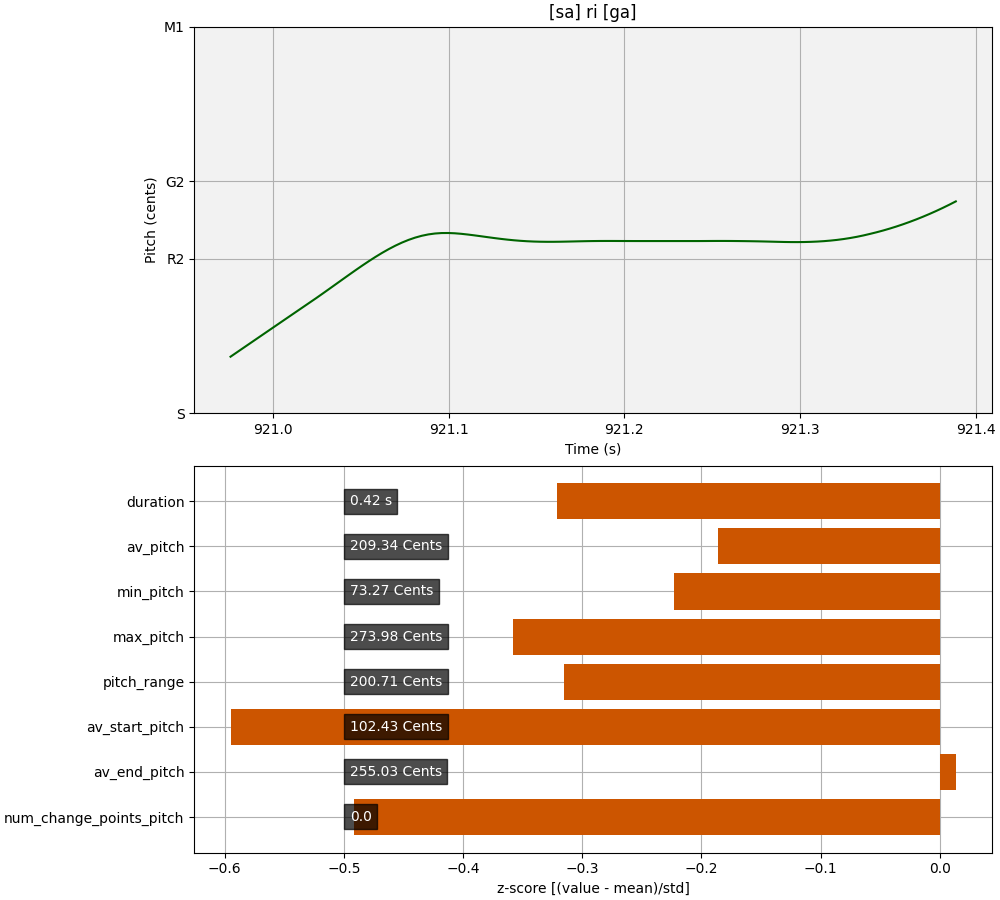 [sa] ri [ga]
M1
G2
R2
S
Pitch (cents)
921.0 921.1 921.2 921.3 921.4
Time (s)
duration 0.42 s
av_pitch 209.34 Cents
min_pitch 73.27 Cents
max_pitch 273.98 Cents
pitch_range 200.71 Cents
av_start_pitch 102.43 Cents
av_end_pitch 255.03 Cents
num_change_points_pitch 0.0
−0.6 −0.5 −0.4 −0.3 −0.2 −0.1 0.0
z-score [(value - mean)/std]